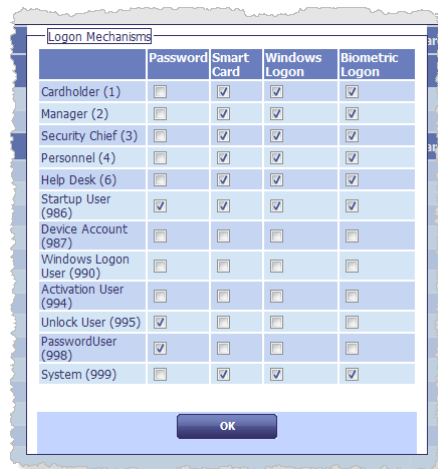 Logon Mechanisms
Password Smart Card Windows Logon Biometric Logon
Cardholder (1)
Manager (2)
Security Chief (3)
Personnel (4)
Help Desk (6)
Startup User
(986)
Device Account
(987)
Windows Logon
User (990)
Activation User
(994)
Unlock User (995)
PasswordUser
(998)
System (999)
OK